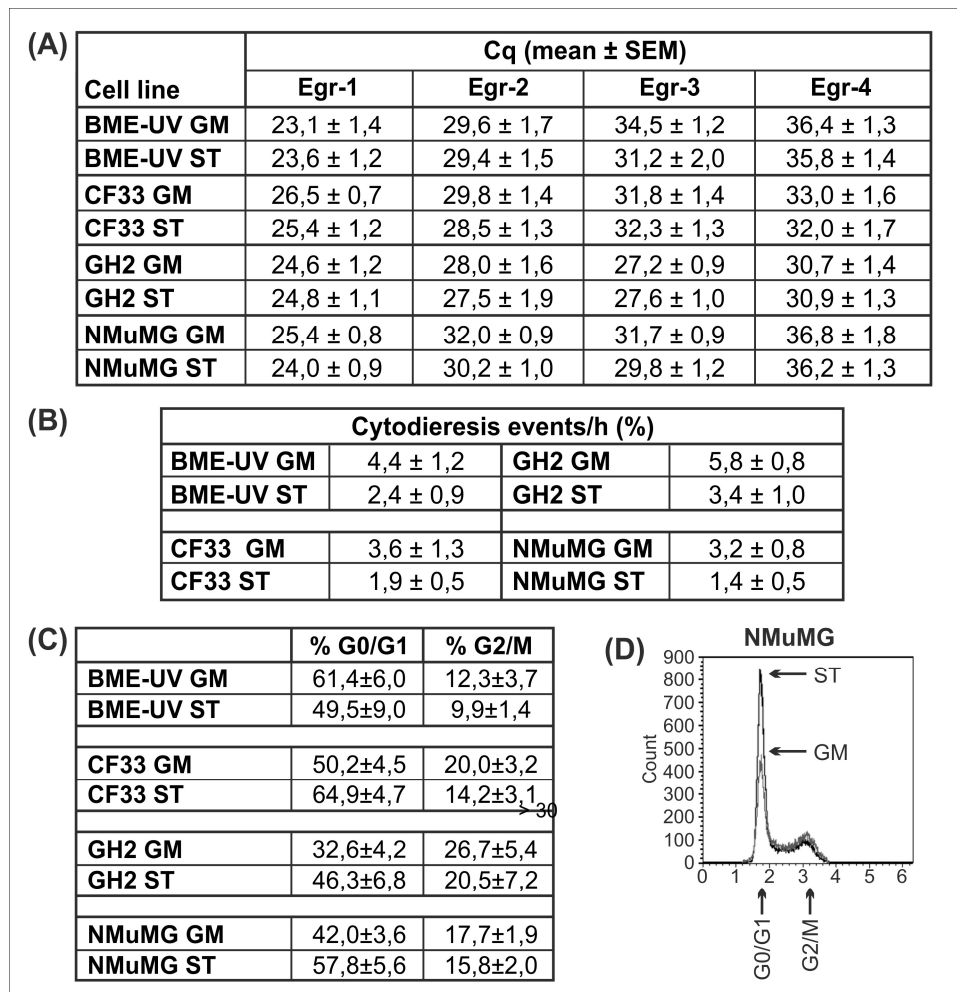 (A)
Cq (mean ± SEM)
Cell line Egr-1 Egr-2 Egr-3 Egr-4
BME-UV GM 23,1 ± 1,4 29,6 ± 1,7 34,5 ± 1,2 36,4 ± 1,3
BME-UV ST 23,6 ± 1,2 29,4 ± 1,5 31,2 ± 2,0 35,8 ± 1,4
CF33 GM 26,5 ± 0,7 29,8 ± 1,4 31,8 ± 1,4 33,0 ± 1,6
CF33 ST 25,4 ± 1,2 28,5 ± 1,3 32,3 ± 1,3 32,0 ± 1,7
GH2 GM 24,6 ± 1,2 28,0 ± 1,6 27,2 ± 0,9 30,7 ± 1,4
GH2 ST 24,8 ± 1,1 27,5 ± 1,9 27,6 ± 1,0 30,9 ± 1,3
NMuMG GM 25,4 ± 0,8 32,0 ± 0,9 31,7 ± 0,9 36,8 ± 1,8
NMuMG ST 24,0 ± 0,9 30,2 ± 1,0 29,8 ± 1,2 36,2 ± 1,3
(B)
Cytodieresis events/h (%)
BME-UV GM 4,4 ± 1,2 GH2 GM 5,8 ± 0,8
BME-UV ST 2,4 ± 0,9 GH2 ST 3,4 ± 1,0
CF33 GM 3,6 ± 1,3 NMuMG GM 3,2 ± 0,8
CF33 ST 1,9 ± 0,5 NMuMG ST 1,4 ± 0,5
(C)
% G0/G1 % G2/M
BME-UV GM 61,4±6,0 12,3±3,7
BME-UV ST 49,5±9,0 9,9±1,4
CF33 GM 50,2±4,5 20,0±3,2
CF33 ST 64,9±4,7 14,2±3,1
> 30
GH2 GM 32,6±4,2 26,7±5,4
GH2 ST 46,3±6,8 20,5±7,2
NMuMG GM 42,0±3,6 17,7±1,9
NMuMG ST 57,8±5,6 15,8±2,0
(D)
NMuMG
900
800
700
600
500
400
300
200
100
0
Count
ST
GM
0 1 2 3 4 5 6
G0/G1
G2/M